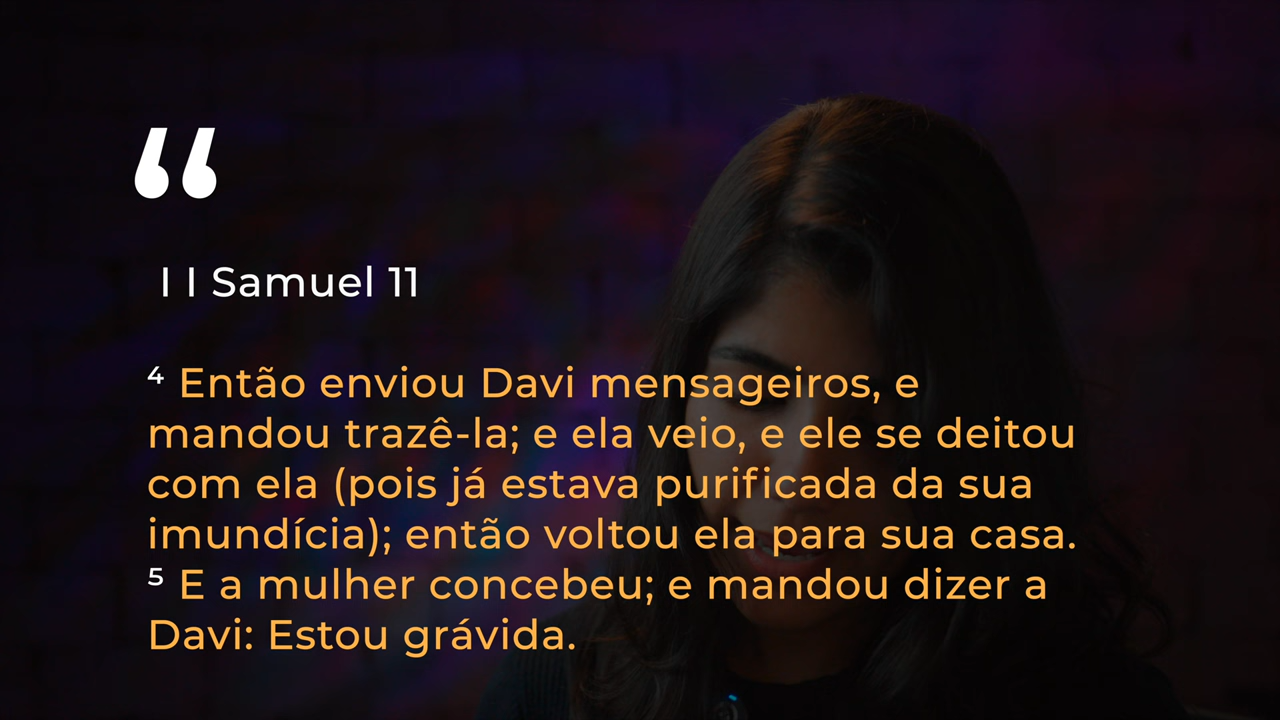 “
I I Samuel 11
⁴ Então enviou Davi mensageiros, e
mandou trazê-la; e ela veio, e ele se deitou
com ela (pois já estava purificada da sua
imundícia); então voltou ela para sua casa.
⁵ E a mulher concebeu; e mandou dizer a
Davi: Estou grávida.